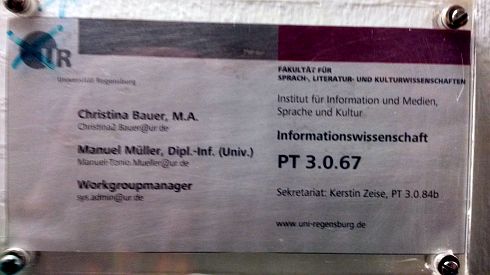 UR
Universität Regensburg
FAKULTÄT FÜR
SPRACH-, LITERATUR- UND KULTURWISSENSCHAFTEN
Christina Bauer, M.A.
Christina2.Bauer@ur.de
Manuel Müller, Dipl.-Inf. (Univ.)
Manuel-Tonio.Mueller@ur.de
Workgroupmanager
sys.admin@ur.de
Institut für Information und Medien,
Sprache und Kultur
Informationswissenschaft
PT 3.0.67
Sekretariat: Kerstin Zeise, PT 3.0.84b
www.uni-regensburg.de